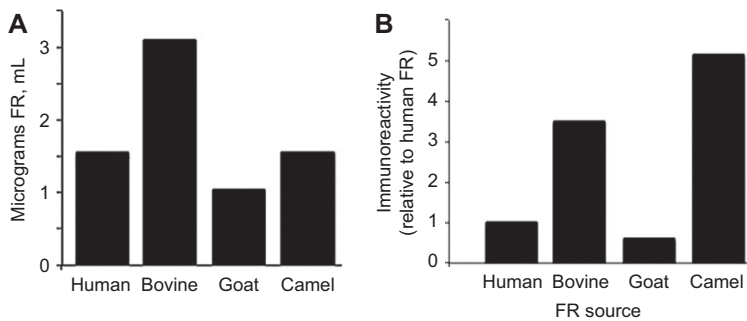 A
Micrograms FR, mL
3
2
1
0
Human Bovine Goat Camel
B
Immunoreactivity
(relative to human FR)
5
4
3
2
1
0
Human Bovine Goat Camel
FR source